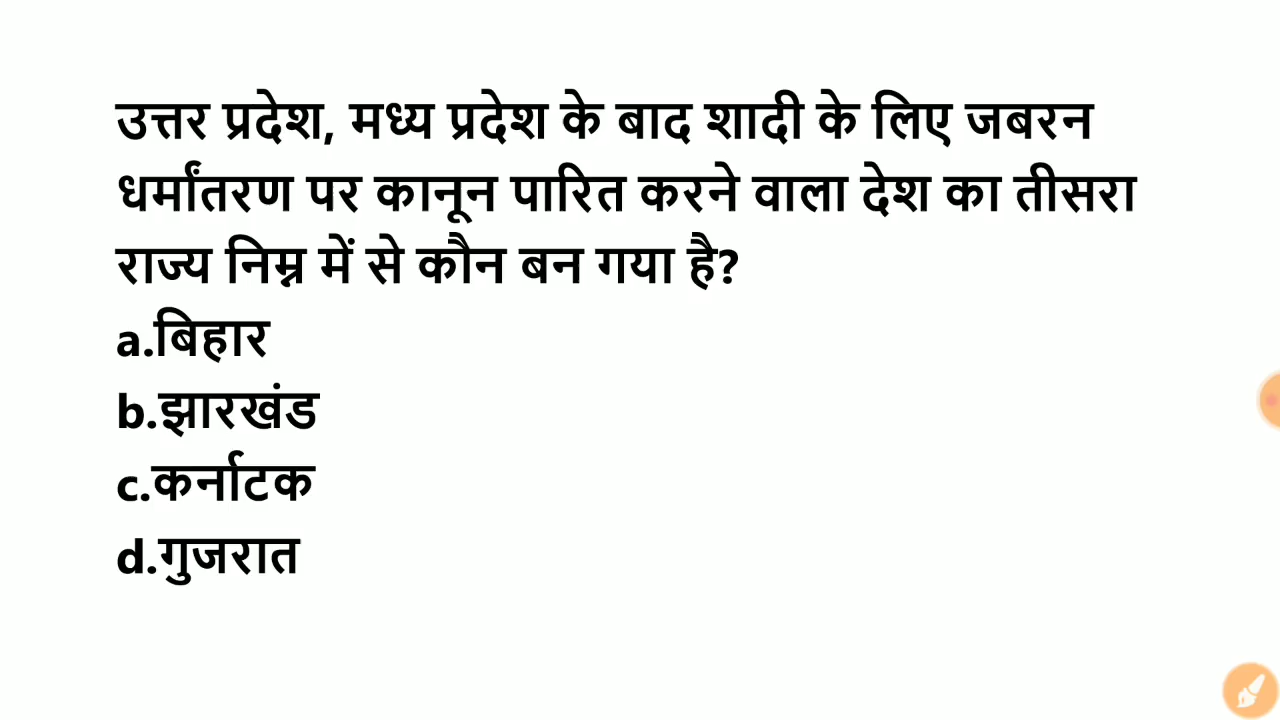 उत्तर प्रदेश, मध्य प्रदेश के बाद शादी के लिए जबरन
धर्मांतरण पर कानून पारित करने वाला देश का तीसरा
राज्य निम्न में से कौन बन गया है?
a.बिहार
b.झारखंड
c.कर्नाटक
d.गुजरात